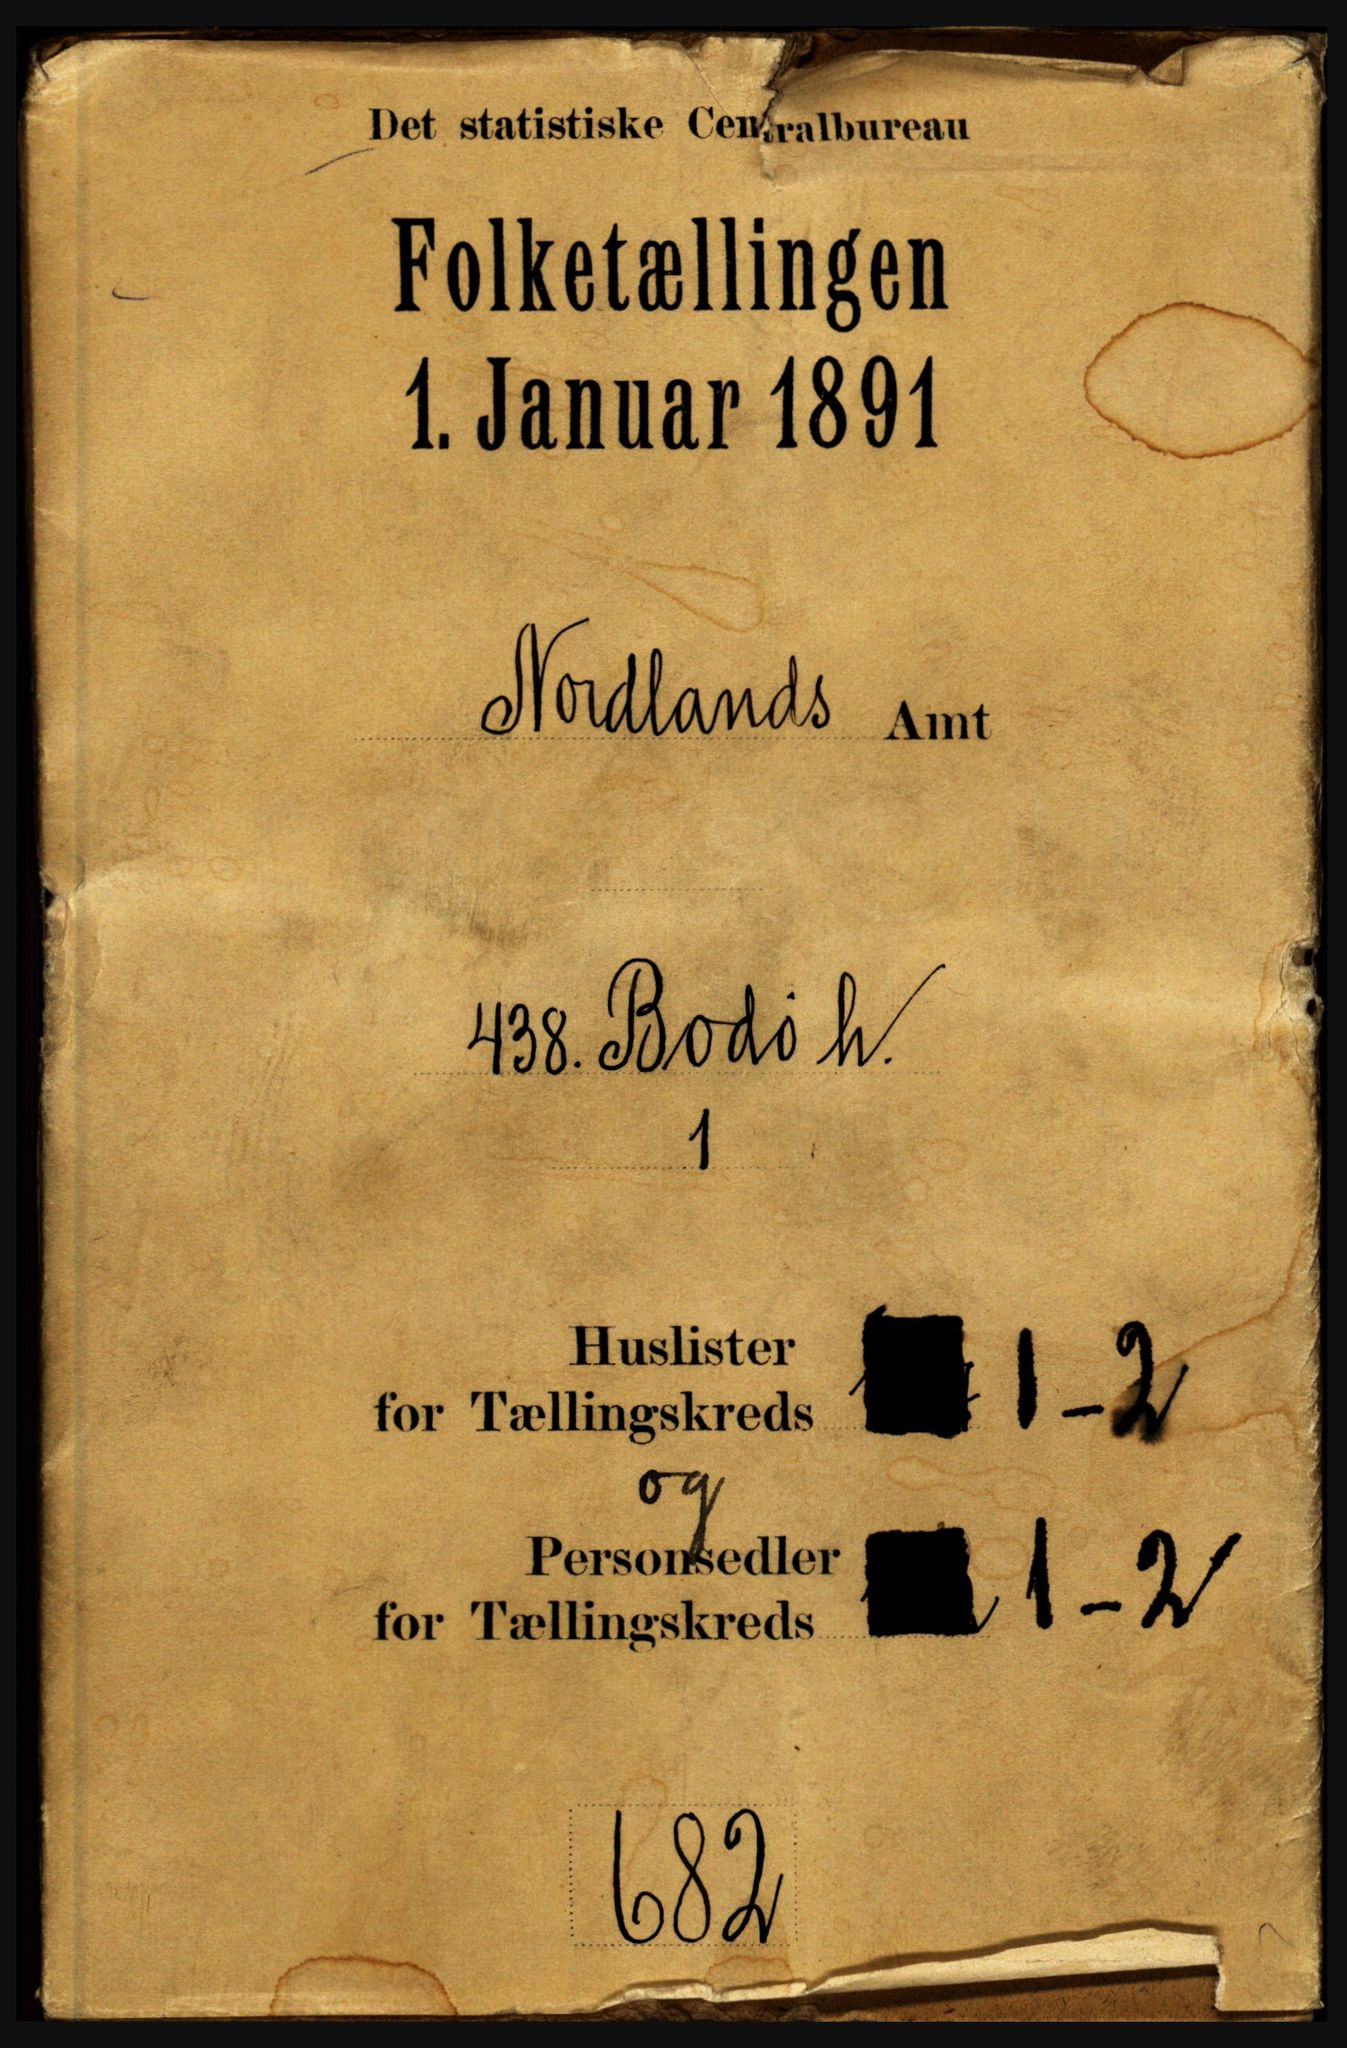 Det statistiske Centralbureau
Folketællingen
1. Januar 1891
Nordlands Amt
438. Bodö h.
1
Huslister
for Tællingskreds 1-2
og
Personsedler
for Tællingskreds 1-2
682